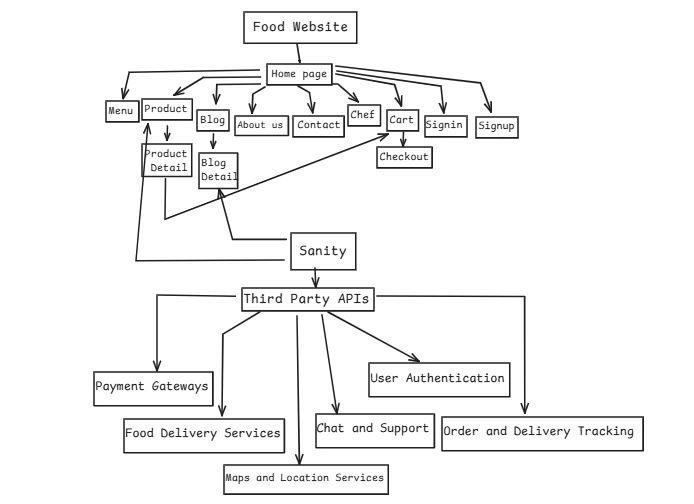 Food Website
Home page
Menu
Product
Blog
About us
Contact
Chef
Cart
Signin
Signup
Product
Detail
Blog
Detail
Checkout
Sanity
Third Party APIs
Payment Gateways
User Authentication
Food Delivery Services
Chat and Support
Order and Delivery Tracking
Maps and Location Services